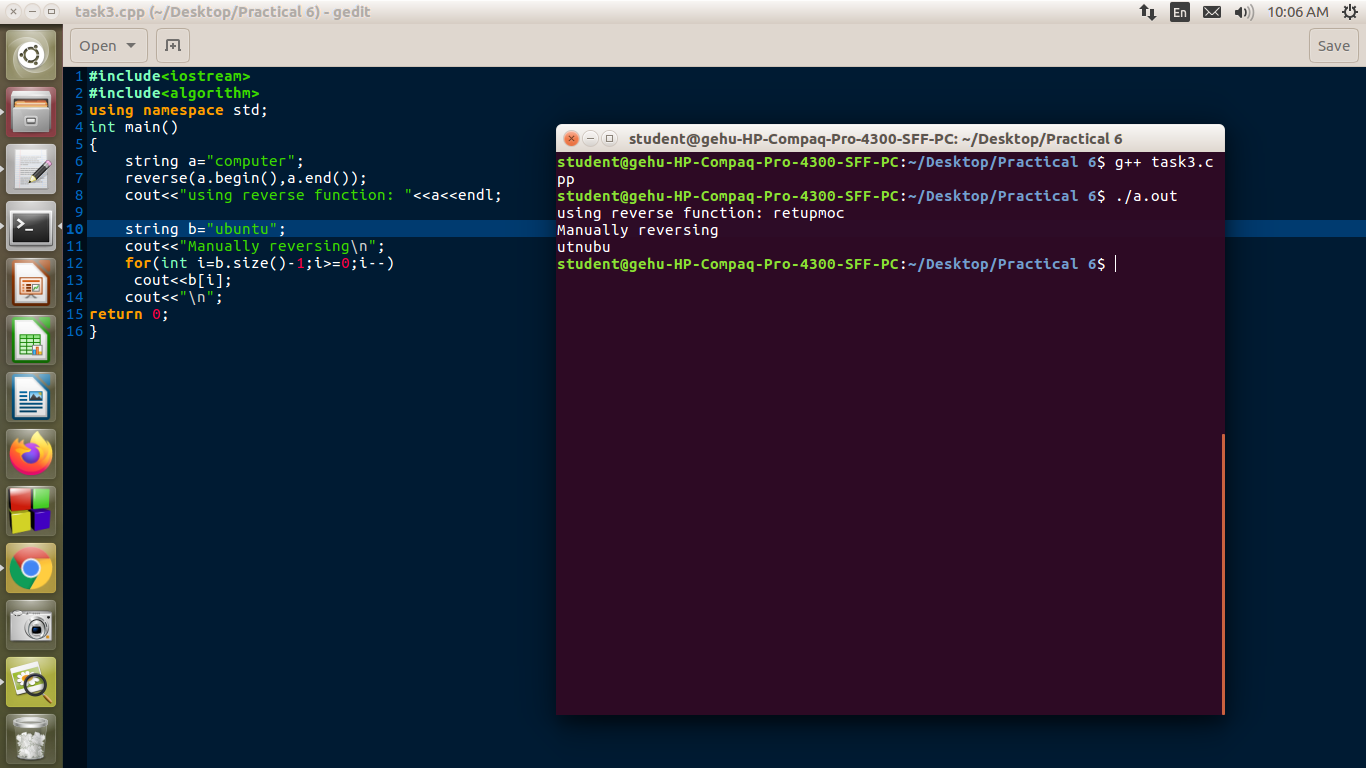 task3.cpp (~/Desktop/Practical 6) - gedit
En
10:06 AM
Open
Save
1 #include<iostream>
2 #include<algorithm>
3 using namespace std;
4 int main()
5 {
6     string a="computer";
7     reverse(a.begin(),a.end());
8     cout<<"using reverse function: "<<a<<endl;
9
10     string b="ubuntu";
11     cout<<"Manually reversing\n";
12     for(int i=b.size()-1;i>=0;i--)
13      cout<<b[i];
14     cout<<"\n";
15 return 0;
16 }
student@gehu-HP-Compaq-Pro-4300-SFF-PC: ~/Desktop/Practical 6
student@gehu-HP-Compaq-Pro-4300-SFF-PC:~/Desktop/Practical 6$ g++ task3.c
pp
student@gehu-HP-Compaq-Pro-4300-SFF-PC:~/Desktop/Practical 6$ ./a.out
using reverse function: retupmoc
Manually reversing
utnubu
student@gehu-HP-Compaq-Pro-4300-SFF-PC:~/Desktop/Practical 6$